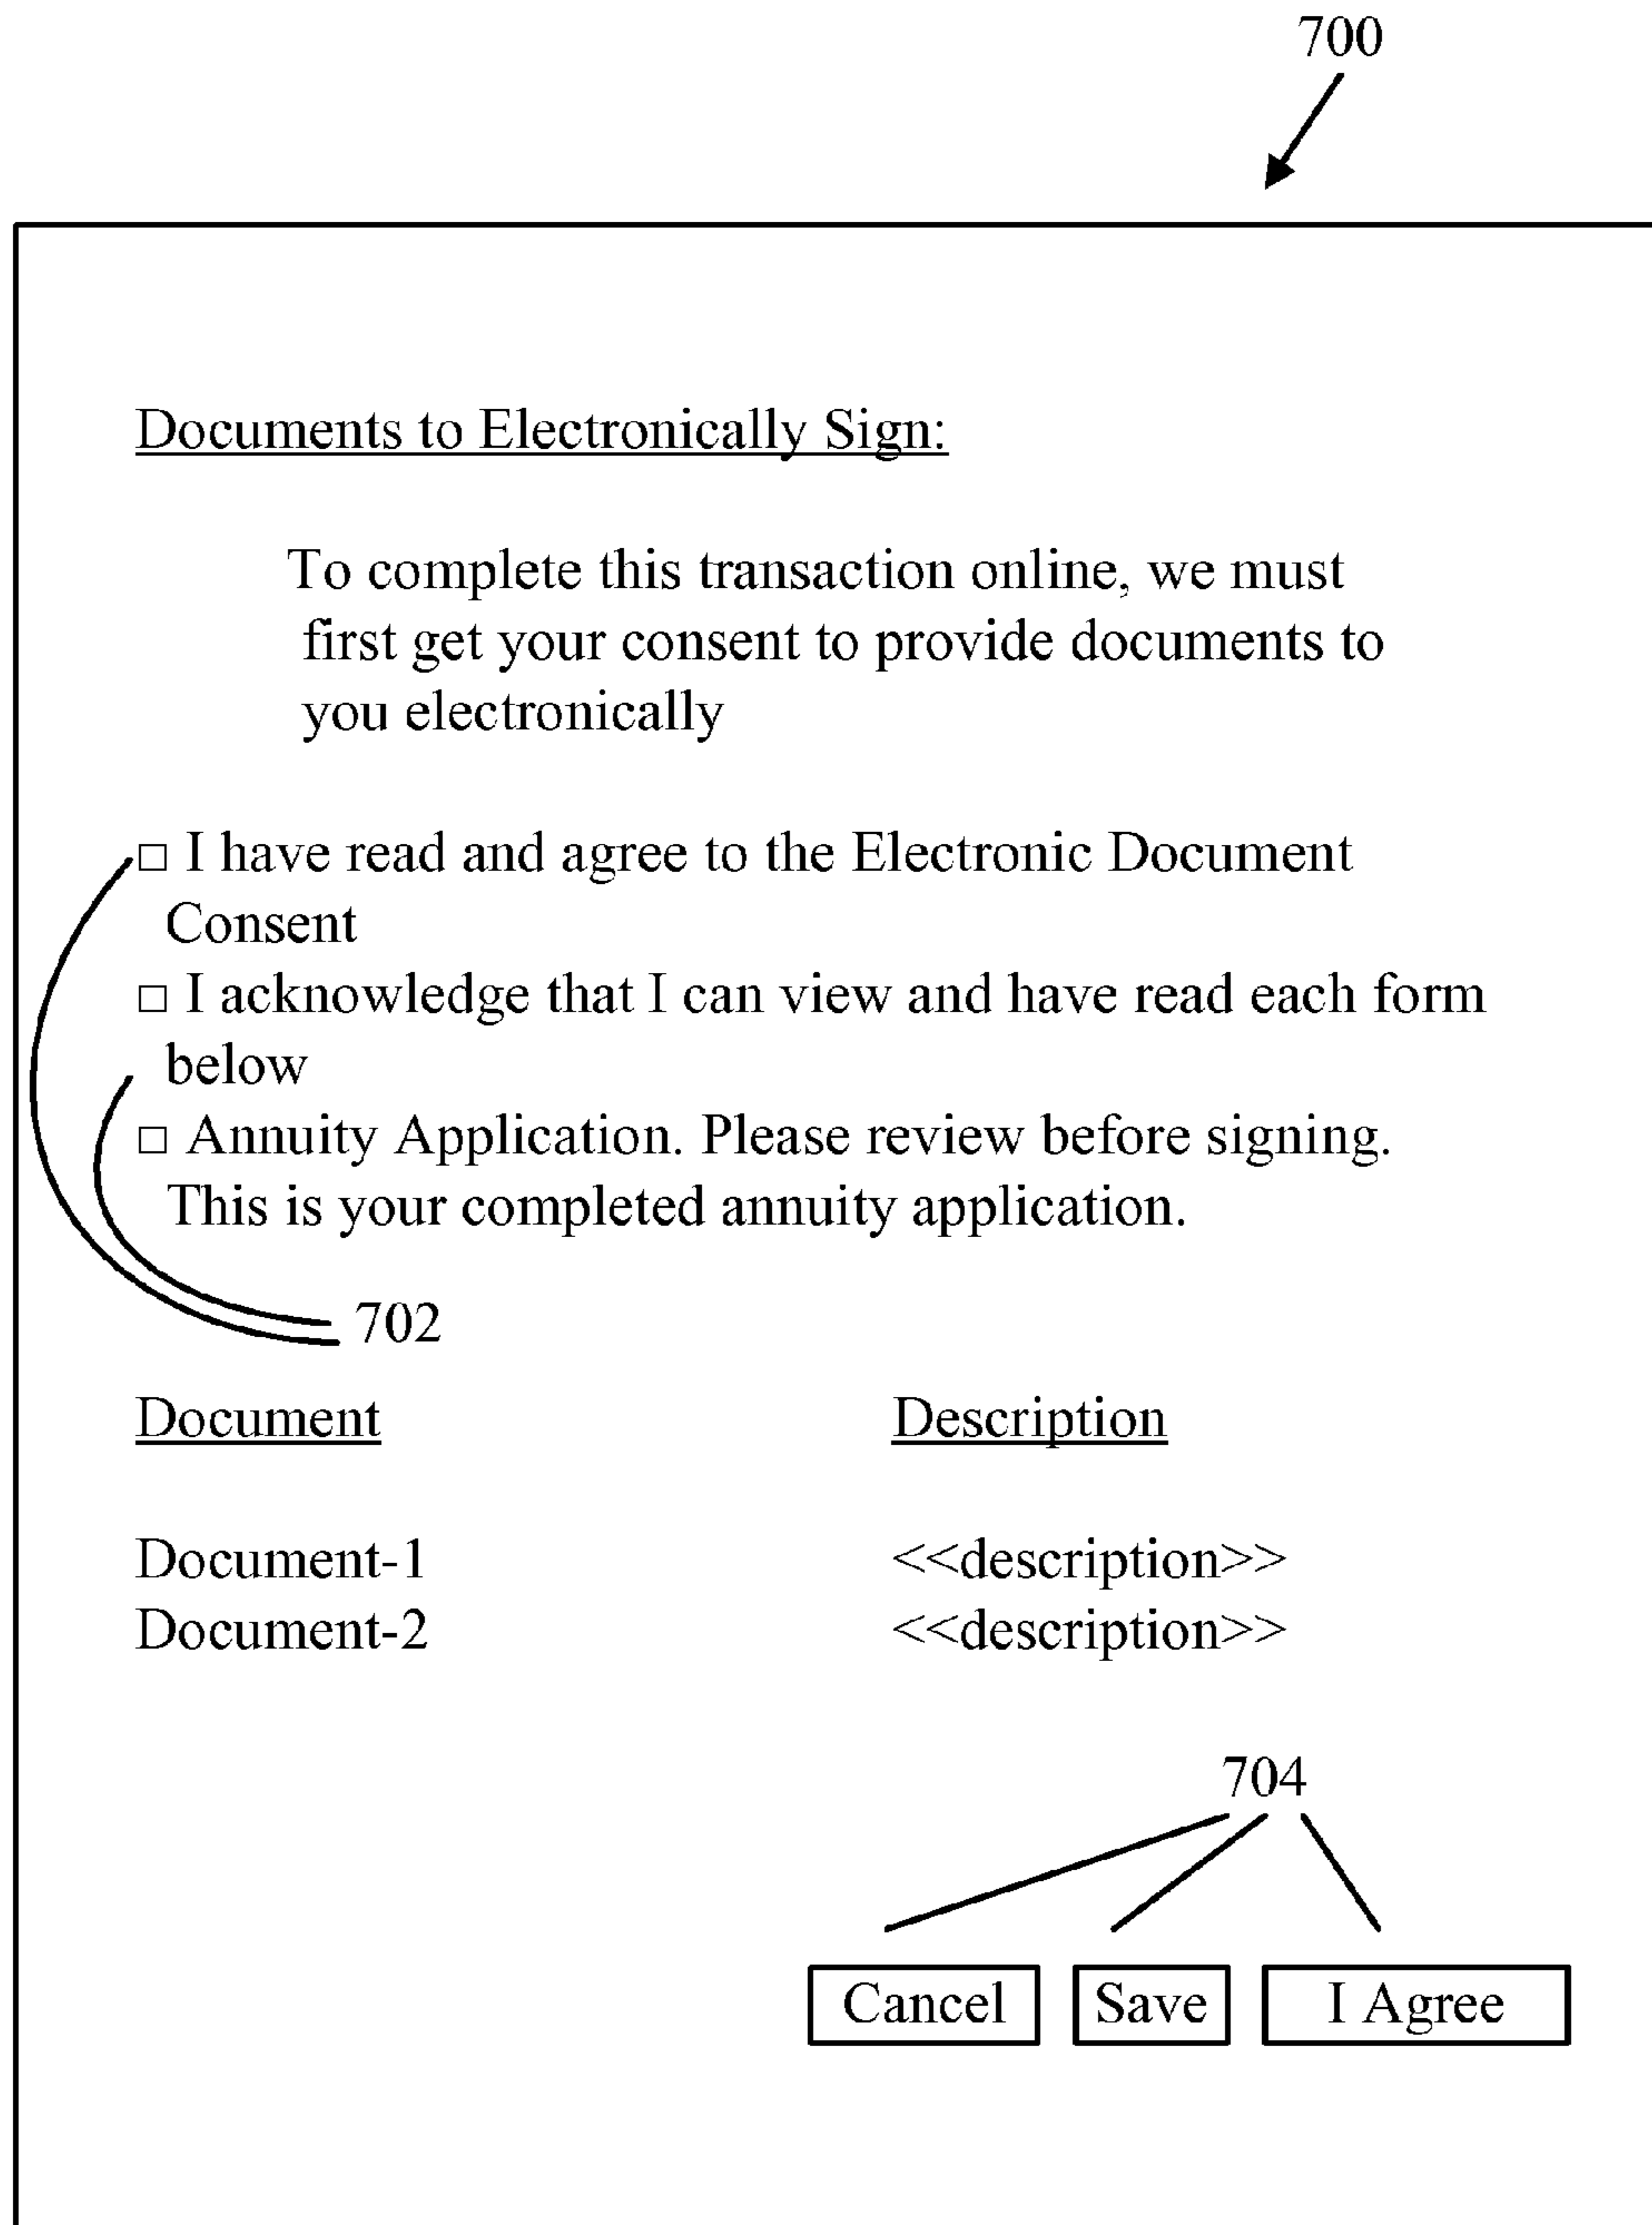 700
Documents to Electronically Sign:
To complete this transaction online, we must
first get your consent to provide documents to
you electronically
□ I have read and agree to the Electronic Document
Consent
□ I acknowledge that I can view and have read each form
below
□ Annuity Application. Please review before signing.
This is your completed annuity application.
702
Document Description
Document-1 <<description>>
Document-2 <<description>>
704
Cancel Save I Agree